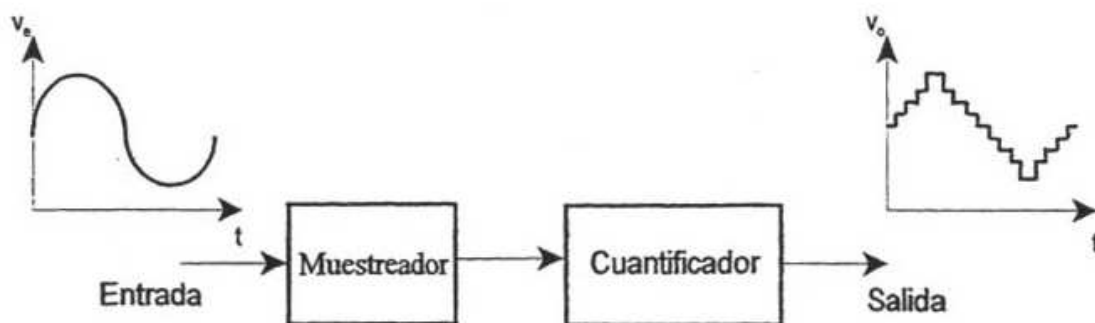 vₑ
t
Entrada
Muestreador
Cuantificador
vₒ
t
Salida